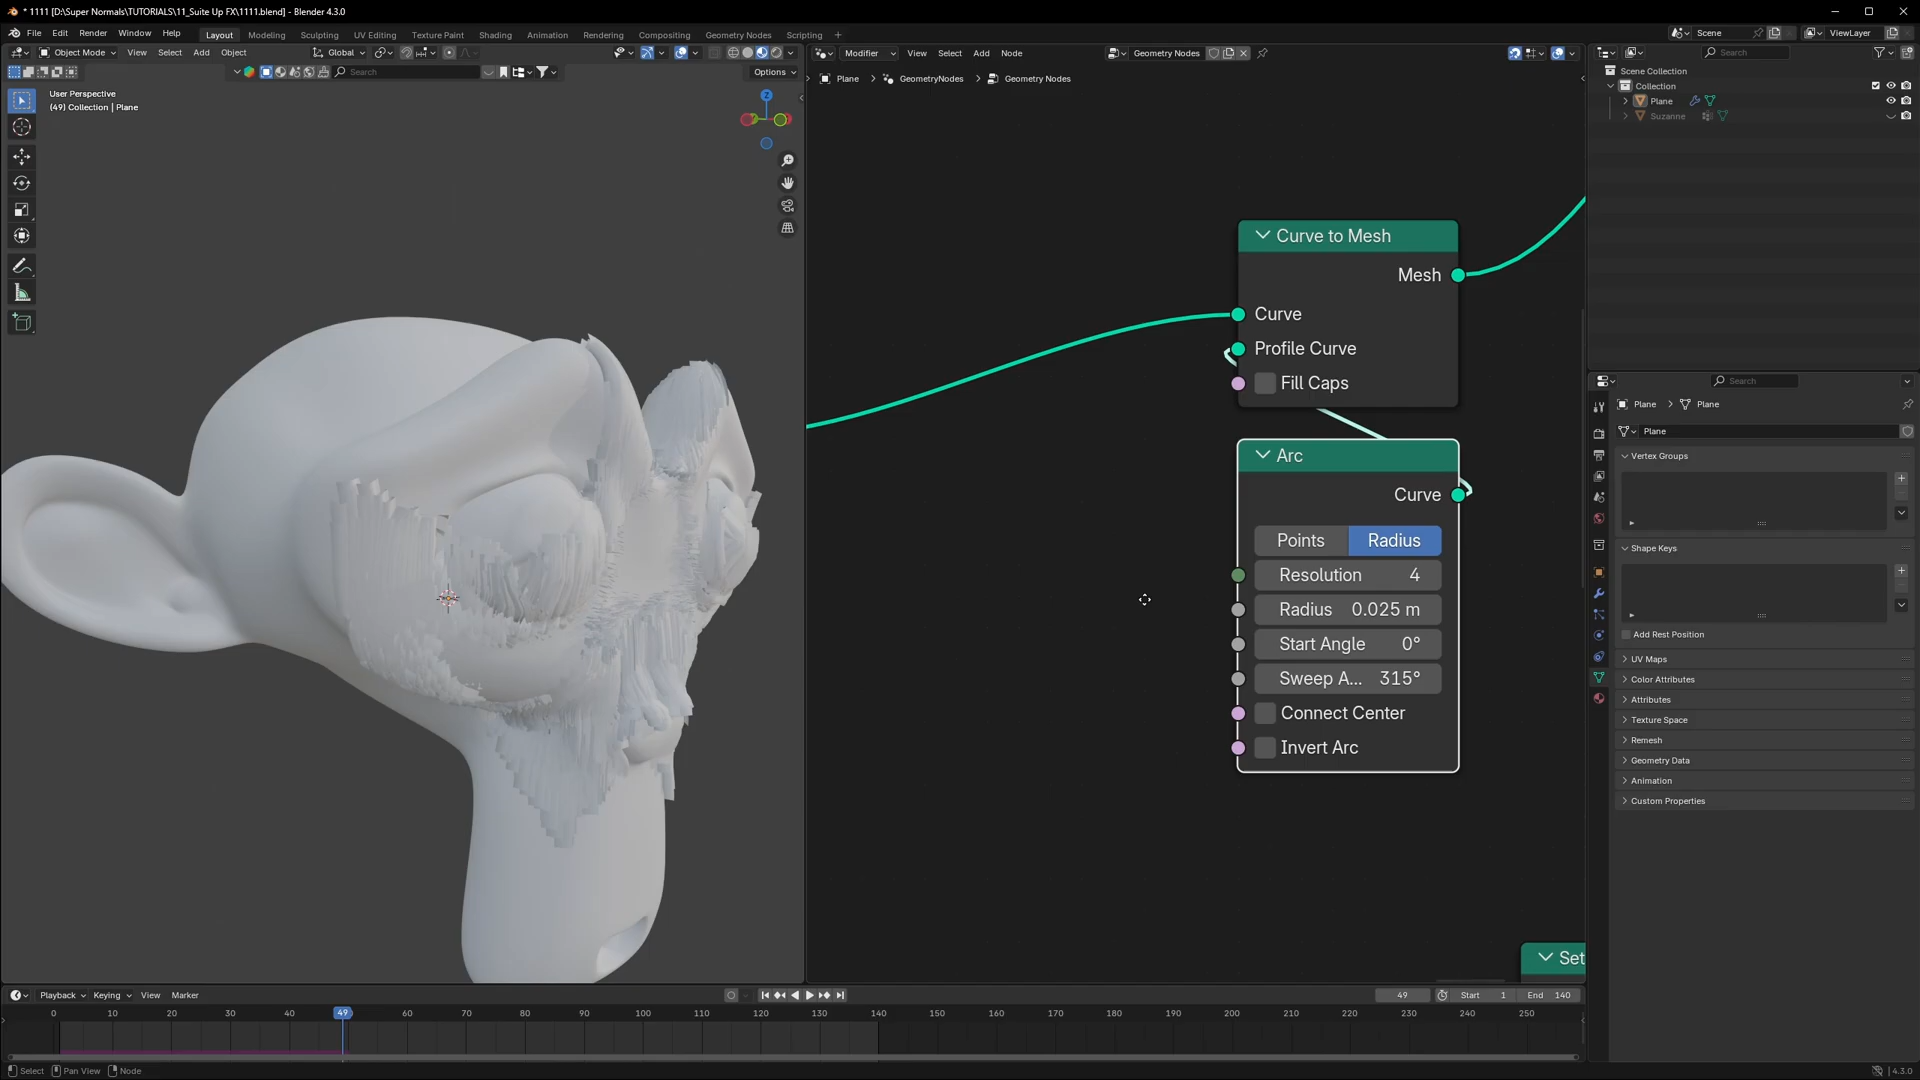 * 1111 [D:\Super Normals\TUTORIALS\11_Suite Up FX\1111.blend] - Blender 4.3.0
File Edit Render Window Help Layout Modeling Sculpting UV Editing Texture Paint Shading Animation Rendering Compositing Geometry Nodes Scripting + Scene ViewLayer
Object Mode View Select Add Object Global
Modifier View Select Add Node Geometry Nodes
Search
Search Options
Plane > GeometryNodes > Geometry Nodes
Scene Collection
Collection
Plane
Suzanne
User Perspective
(49) Collection | Plane
Z
Curve to Mesh
Mesh
Curve
Profile Curve
Fill Caps
Arc
Curve
Points Radius
Resolution 4
Radius 0.025 m
Start Angle 0°
Sweep A... 315°
Connect Center
Invert Arc
Set
Search
Plane > Plane
Plane
Vertex Groups
Shape Keys
Add Rest Position
UV Maps
Color Attributes
Attributes
Texture Space
Remesh
Geometry Data
Animation
Custom Properties
Playback Keying View Marker 49 Start 1 End 140
0 10 20 30 40 49 60 70 80 90 100 110 120 130 140 150 160 170 180 190 200 210 220 230 240 250
Select Pan View Node 4.3.0